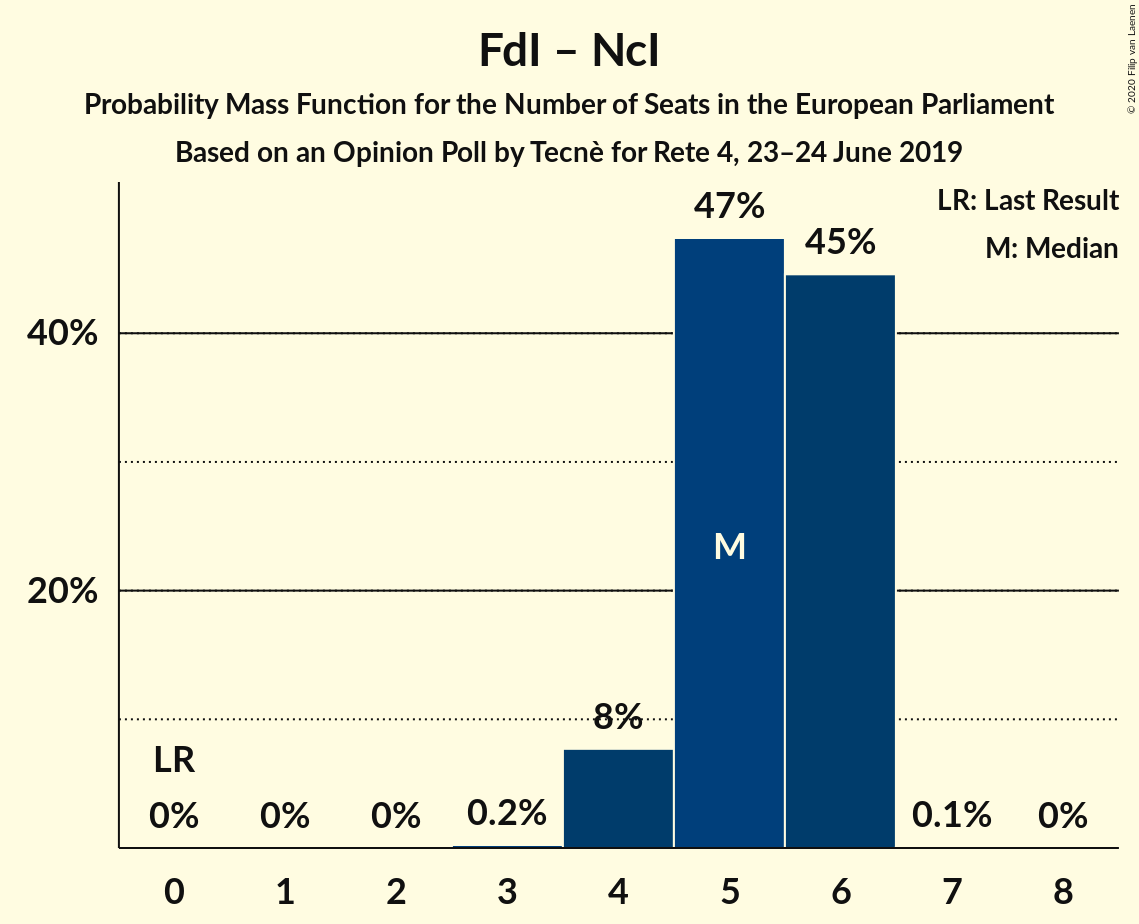 FdI – NcI
Probability Mass Function for the Number of Seats in the European Parliament
Based on an Opinion Poll by Tecnè for Rete 4, 23–24 June 2019
© 2020 Filip van Laenen
LR: Last Result
M: Median
47%
45%
40%
M
20%
8%
LR
0%
0%
0%
0.2%
0.1%
0%
0
1
2
3
4
5
6
7
8